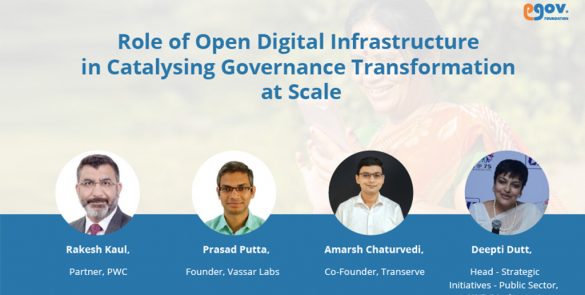 egov.
FOUNDATION
Role of Open Digital Infrastructure
in Catalysing Governance Transformation
at Scale
Rakesh Kaul,
Partner, PWC
Prasad Putta,
Founder, Vassar Labs
Amarsh Chaturvedi,
Co-Founder, Transerve
Deepti Dutt,
Head - Strategic
Initiatives - Public Sector,